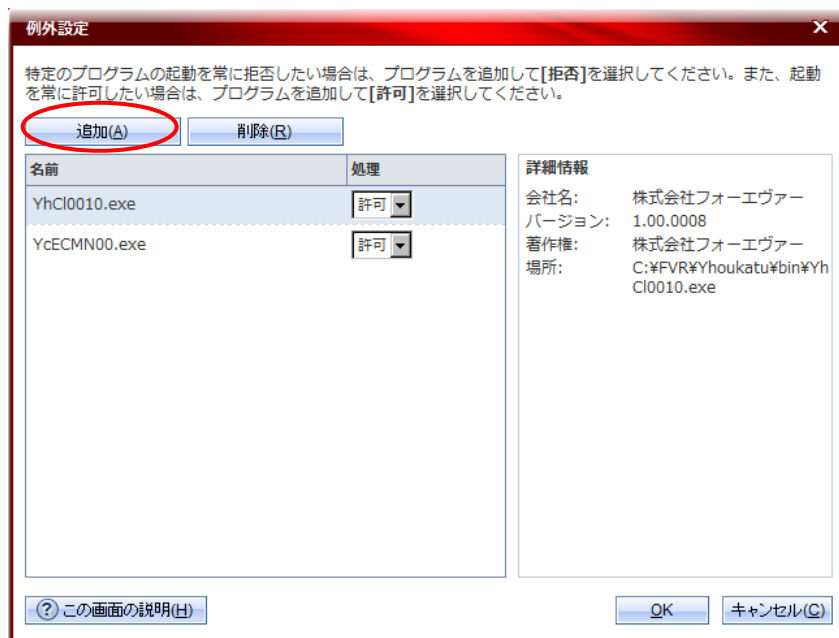 例外設定
特定のプログラムの起動を常に拒否したい場合は、プログラムを追加して[拒否]を選択してください。また、起動
を常に許可したい場合は、プログラムを追加して[許可]を選択してください。
追加(A) 削除(R)
名前 処理
YhCl0010.exe 許可
YcECMN00.exe 許可
詳細情報
会社名: 株式会社フォーエヴァー
バージョン: 1.00.0008
著作権: 株式会社フォーエヴァー
場所: C:¥FVR¥Yhoukatu¥bin¥Yh
Cl0010.exe
?この画面の説明(H) OK キャンセル(C)